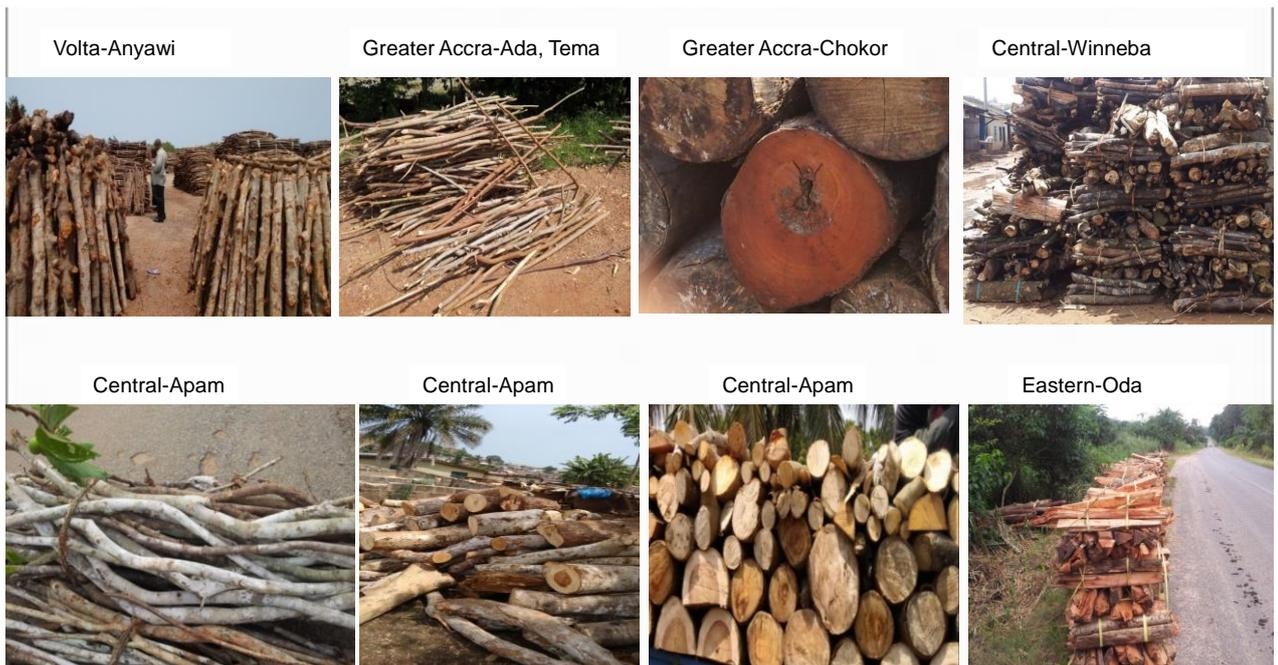 Volta-Anyawi
Greater Accra-Ada, Tema
Greater Accra-Chokor
Central-Winneba
Central-Apam
Central-Apam
Central-Apam
Eastern-Oda